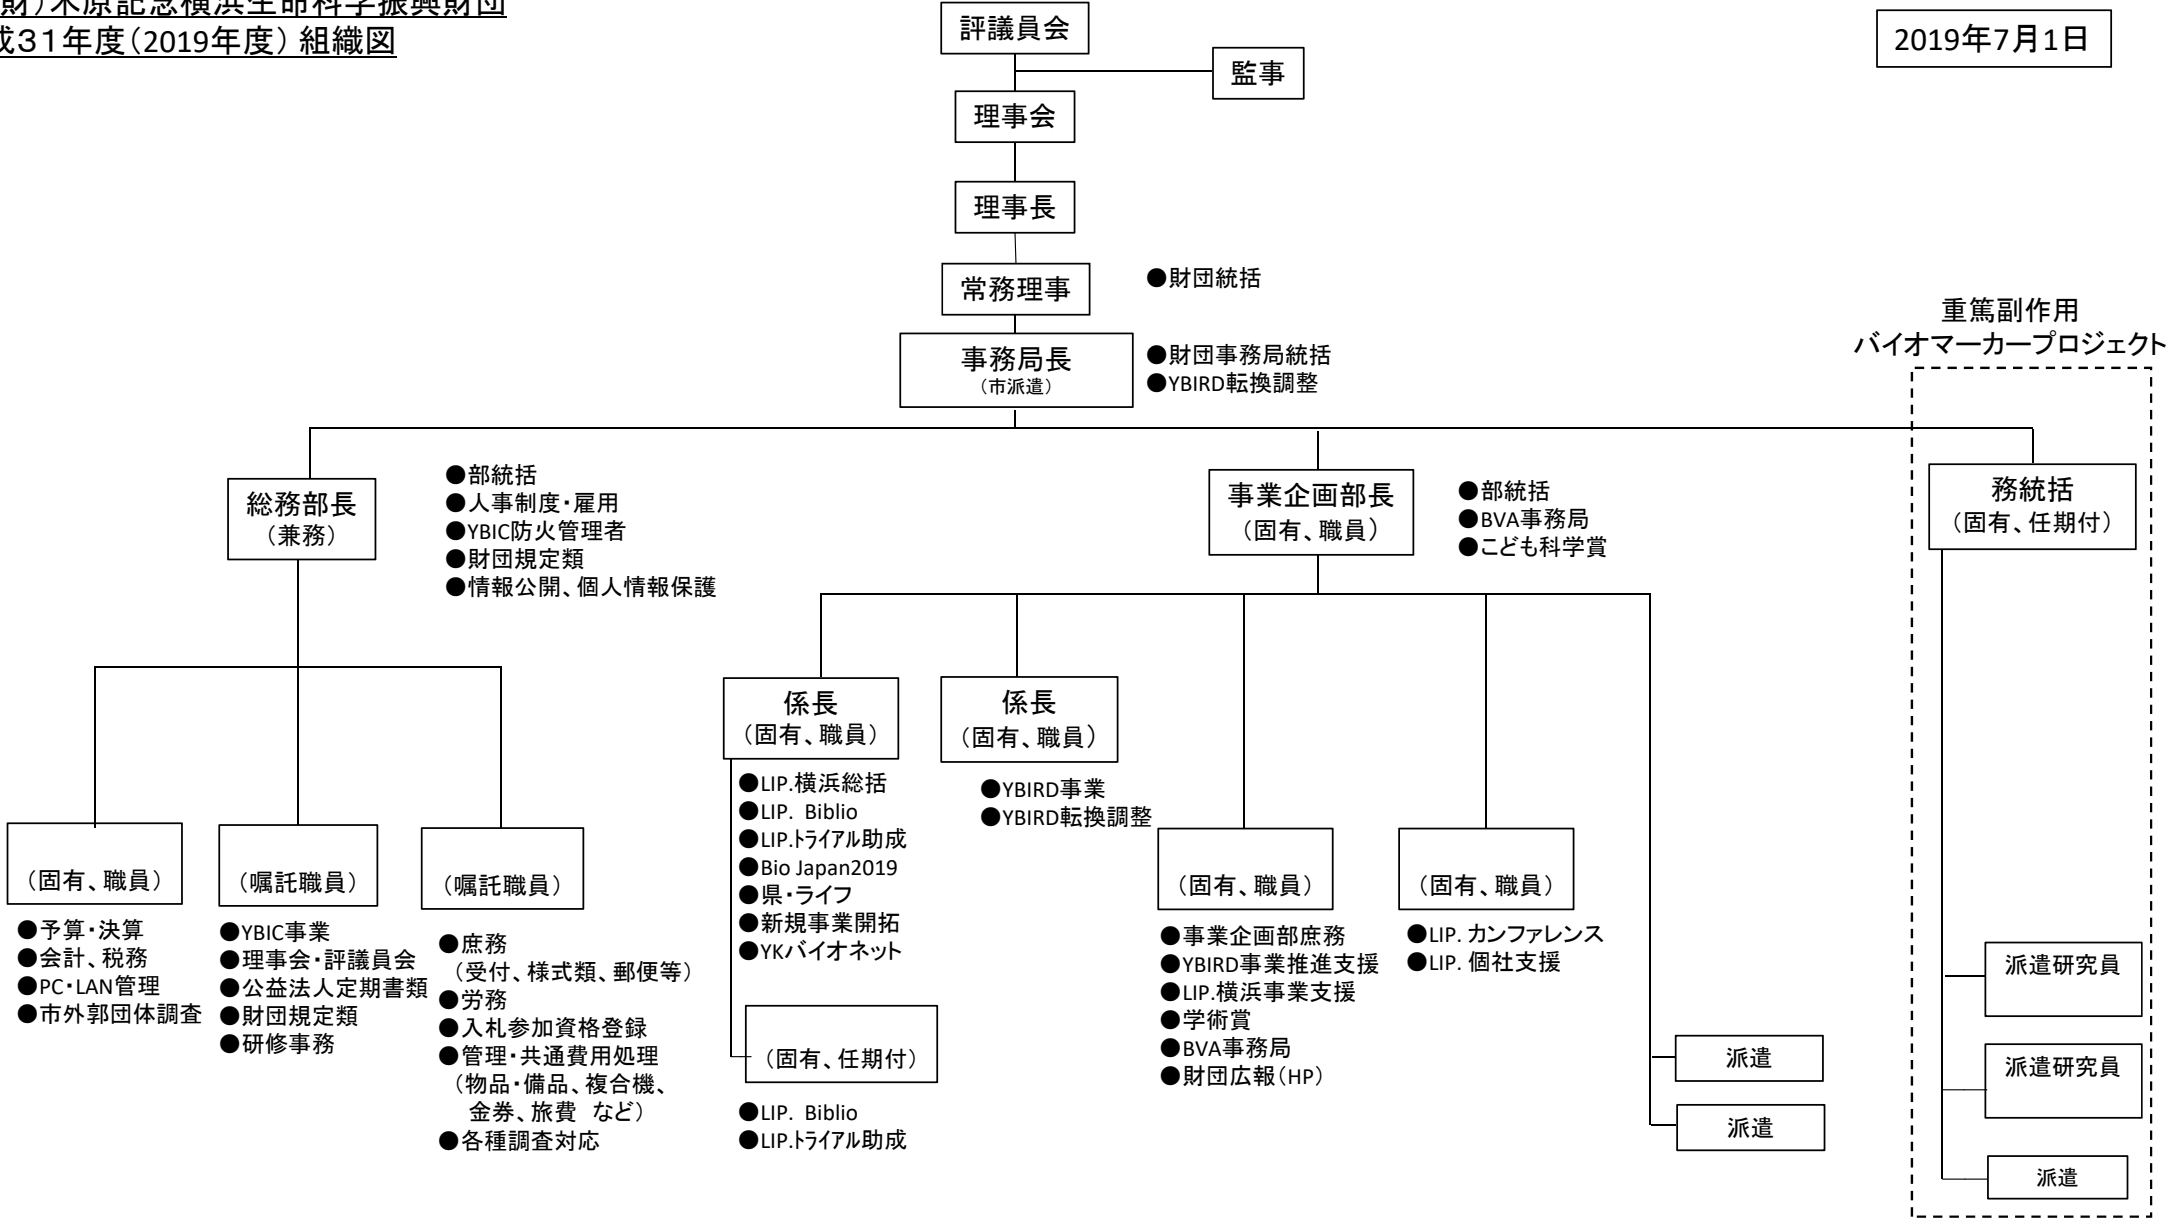 財）木原記念横浜生命科学振興財団
成３１年度（2019年度） 組織図
2019年7月1日
評議員会
監事
理事会
理事長
常務理事
●財団統括
事務局長
（市派遣）
●財団事務局統括
●YBIRD転換調整
重篤副作用
バイオマーカープロジェクト
総務部長
（兼務）
●部統括
●人事制度・雇用
●YBIC防火管理者
●財団規定類
●情報公開、個人情報保護
事業企画部長
（固有、職員）
●部統括
●BVA事務局
●こども科学賞
務統括
（固有、任期付）
（固有、職員）
●予算・決算
●会計、税務
●PC・LAN管理
●市外郭団体調査
（嘱託職員）
●YBIC事業
●理事会・評議員会
●公益法人定期書類
●財団規定類
●研修事務
（嘱託職員）
●庶務
（受付、様式類、郵便等）
●労務
●入札参加資格登録
●管理・共通費用処理
（物品・備品、複合機、
金券、旅費　など）
●各種調査対応
係長
（固有、職員）
●LIP.横浜総括
●LIP. Biblio
●LIP.トライアル助成
●Bio Japan2019
●県・ライフ
●新規事業開拓
●YKバイオネット
（固有、任期付）
●LIP. Biblio
●LIP.トライアル助成
係長
（固有、職員）
●YBIRD事業
●YBIRD転換調整
（固有、職員）
●事業企画部庶務
●YBIRD事業推進支援
●LIP.横浜事業支援
●学術賞
●BVA事務局
●財団広報（HP）
（固有、職員）
●LIP. カンファレンス
●LIP. 個社支援
派遣
派遣
派遣研究員
派遣研究員
派遣